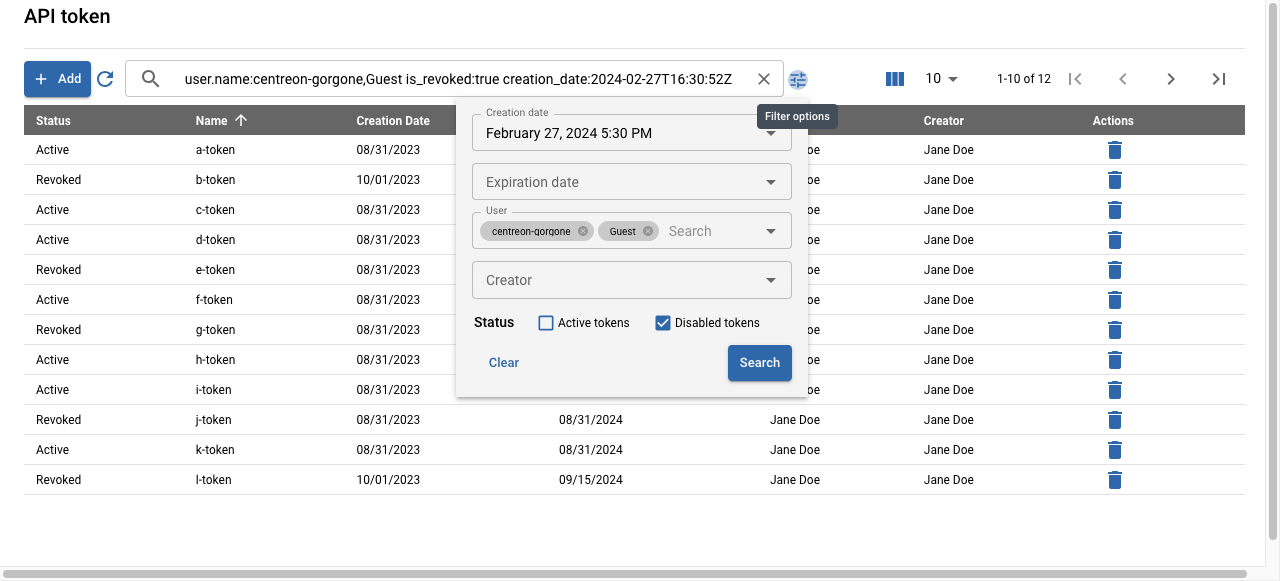 API token
Add
user.name:centreon-gorgone,Guest is_revoked:true creation_date:2024-02-27T16:30:52Z
10
1-10 of 12
Filter options
Status Name Creation Date Creator Actions
Creation date
February 27, 2024 5:30 PM
Expiration date
User
centreon-gorgone Guest Search
Creator
Status Active tokens Disabled tokens
Clear Search
Active a-token 08/31/2023 oe Jane Doe
Revoked b-token 10/01/2023 oe Jane Doe
Active c-token 08/31/2023 oe Jane Doe
Active d-token 08/31/2023 oe Jane Doe
Revoked e-token 08/31/2023 oe Jane Doe
Active f-token 08/31/2023 oe Jane Doe
Revoked g-token 08/31/2023 oe Jane Doe
Active h-token 08/31/2023 oe Jane Doe
Active i-token 08/31/2023 oe Jane Doe
Revoked j-token 08/31/2023 08/31/2024 Jane Doe Jane Doe
Active k-token 08/31/2023 08/31/2024 Jane Doe Jane Doe
Revoked l-token 10/01/2023 09/15/2024 Jane Doe Jane Doe